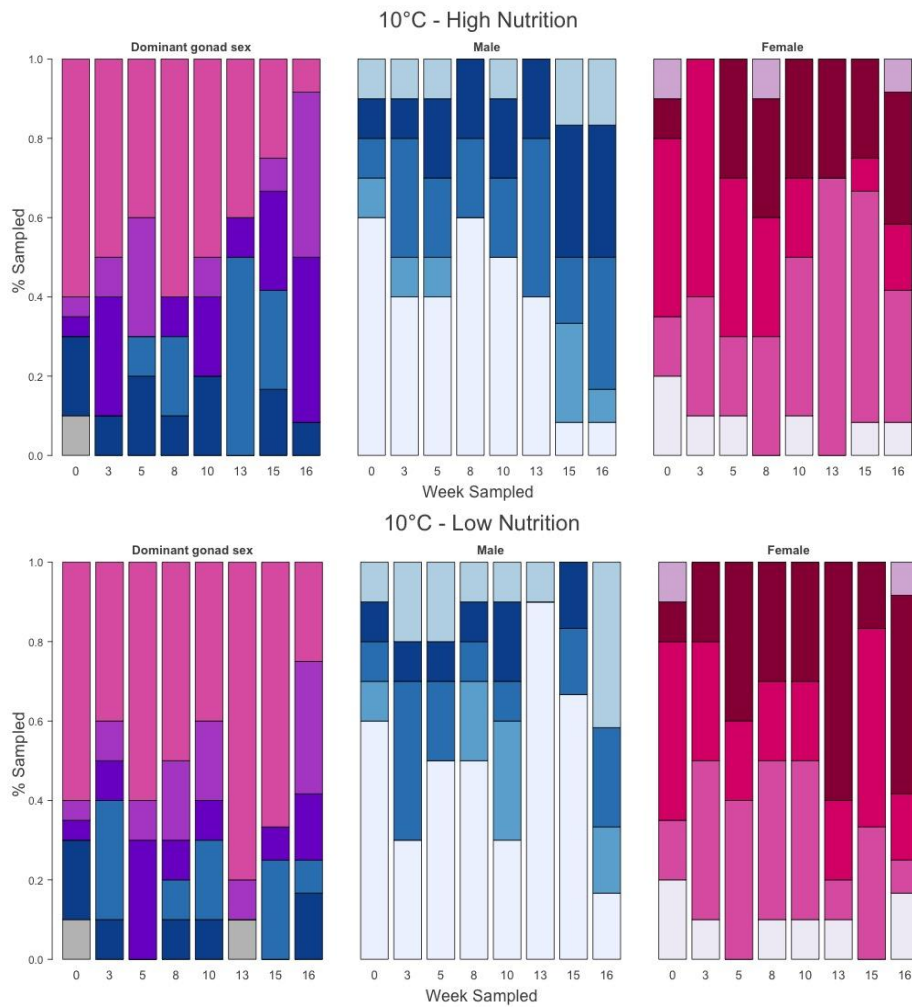 10°C - High Nutrition
Dominant gonad sex
Male
Female
% Sampled
1.0
0.8
0.6
0.4
0.2
0.0
0 3 5 8 10 13 15 16
0 3 5 8 10 13 15 16
0 3 5 8 10 13 15 16
Week Sampled
10°C - Low Nutrition
Dominant gonad sex
Male
Female
% Sampled
1.0
0.8
0.6
0.4
0.2
0.0
0 3 5 8 10 13 15 16
0 3 5 8 10 13 15 16
0 3 5 8 10 13 15 16
Week Sampled